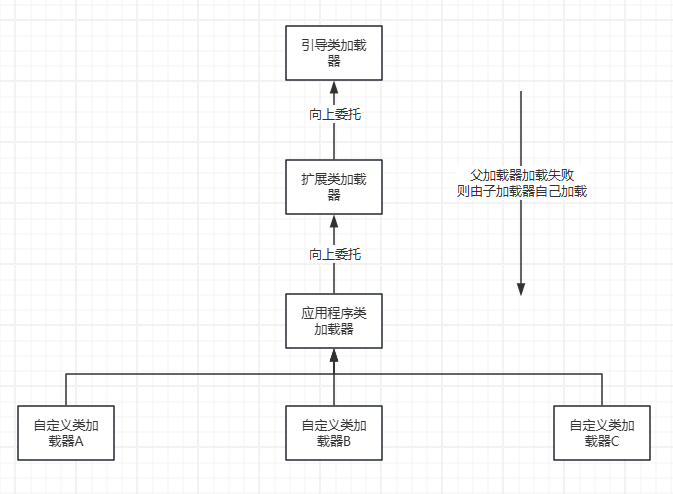 引导类加载
器
向上委托
扩展类加载
器
父加载器加载失败
则由子加载器自己加载
向上委托
应用程序类
加载器
自定义类加
载器A
自定义类加
载器B
自定义类加
载器C